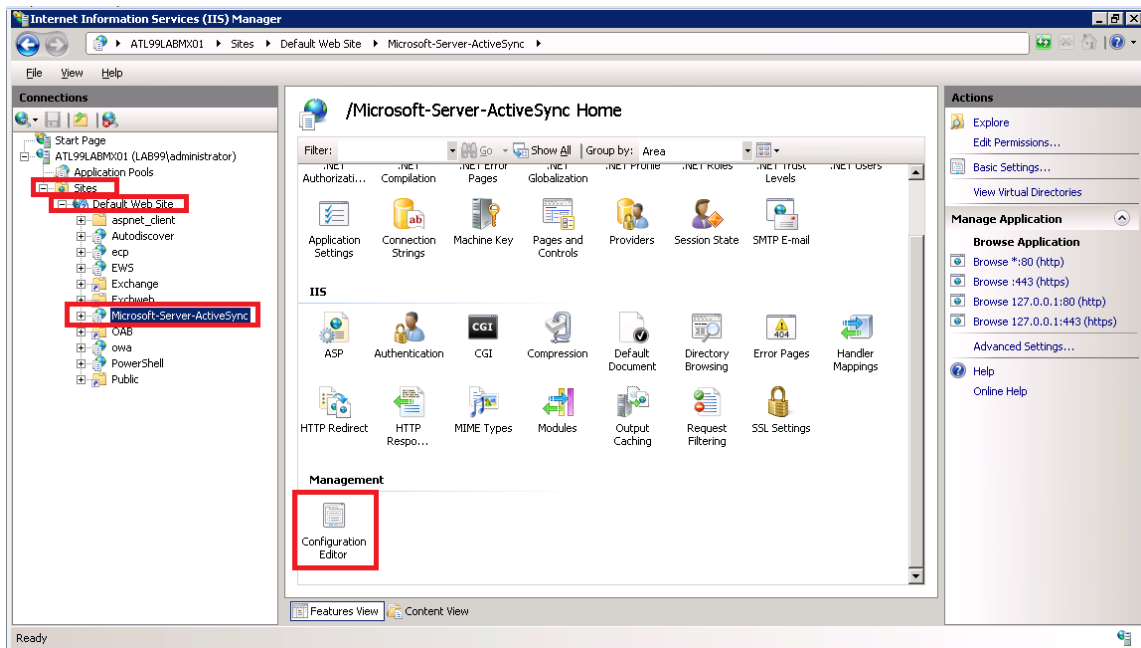 Internet Information Services (IIS) Manager
ATL99LABMX01 Sites Default Web Site Microsoft-Server-ActiveSync
File View Help
Connections
Start Page
ATL99LABMX01 (LAB99\administrator)
Application Pools
Sites
Default Web Site
aspnet_client
Autodiscover
ecp
EWS
Exchange
Exchweb
Microsoft-Server-ActiveSync
OAB
owa
PowerShell
Public
/Microsoft-Server-ActiveSync Home
Filter: Go Show All Group by: Area
.NET .NET .NET Error .NET .NET Profile .NET Roles .NET Trust .NET Users
Authorizati... Compilation Pages Globalization Levels
Application Connection Machine Key Pages and Providers Session State SMTP E-mail
Settings Strings Controls
IIS
ASP Authentication CGI Compression Default Directory Error Pages Handler
Document Browsing Mappings
HTTP Redirect HTTP MIME Types Modules Output Request SSL Settings
Respo... Caching Filtering
Management
Configuration
Editor
Features View Content View
Actions
Explore
Edit Permissions...
Basic Settings...
View Virtual Directories
Manage Application
Browse Application
Browse *:80 (http)
Browse :443 (https)
Browse 127.0.0.1:80 (http)
Browse 127.0.0.1:443 (https)
Advanced Settings...
Help
Online Help
Ready